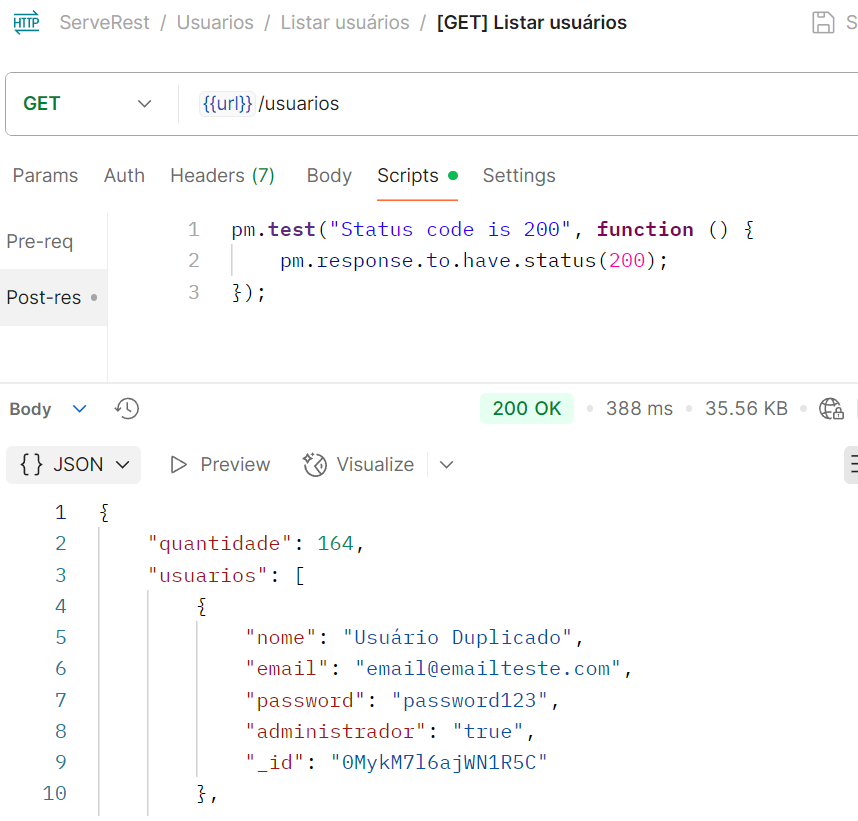 HTTP ServeRest / Usuarios / Listar usuários / [GET] Listar usuários S
GET {{url}}/usuarios
Params Auth Headers (7) Body Scripts Settings
Pre-req
Post-res
1 pm.test("Status code is 200", function () {
2 pm.response.to.have.status(200);
3 });
Body 200 OK 388 ms 35.56 KB
{} JSON Preview Visualize
1 {
2 "quantidade": 164,
3 "usuarios": [
4 {
5 "nome": "Usuário Duplicado",
6 "email": "email@emailteste.com",
7 "password": "password123",
8 "administrador": "true",
9 "_id": "0MykM7l6ajWN1R5C"
10 },